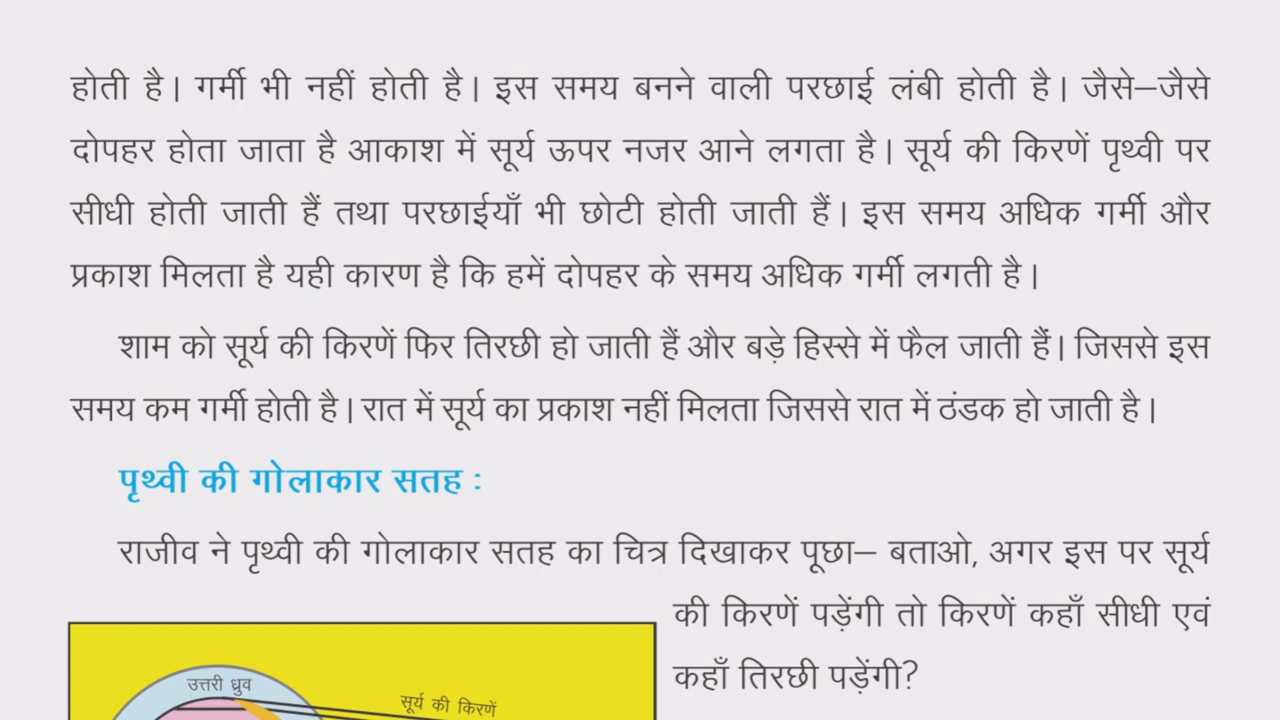 होती है। गर्मी भी नहीं होती है। इस समय बनने वाली परछाई लंबी होती है। जैसे–जैसे
दोपहर होता जाता है आकाश में सूर्य ऊपर नजर आने लगता है। सूर्य की किरणें पृथ्वी पर
सीधी होती जाती हैं तथा परछाईयाँ भी छोटी होती जाती हैं। इस समय अधिक गर्मी और
प्रकाश मिलता है यही कारण है कि हमें दोपहर के समय अधिक गर्मी लगती है।
शाम को सूर्य की किरणें फिर तिरछी हो जाती हैं और बड़े हिस्से में फैल जाती हैं। जिससे इस
समय कम गर्मी होती है। रात में सूर्य का प्रकाश नहीं मिलता जिससे रात में ठंडक हो जाती है।
पृथ्वी की गोलाकार सतह :
राजीव ने पृथ्वी की गोलाकार सतह का चित्र दिखाकर पूछा– बताओ, अगर इस पर सूर्य
की किरणें पड़ेंगी तो किरणें कहाँ सीधी एवं
कहाँ तिरछी पड़ेंगी?
उत्तरी ध्रुव
सूर्य की किरणें